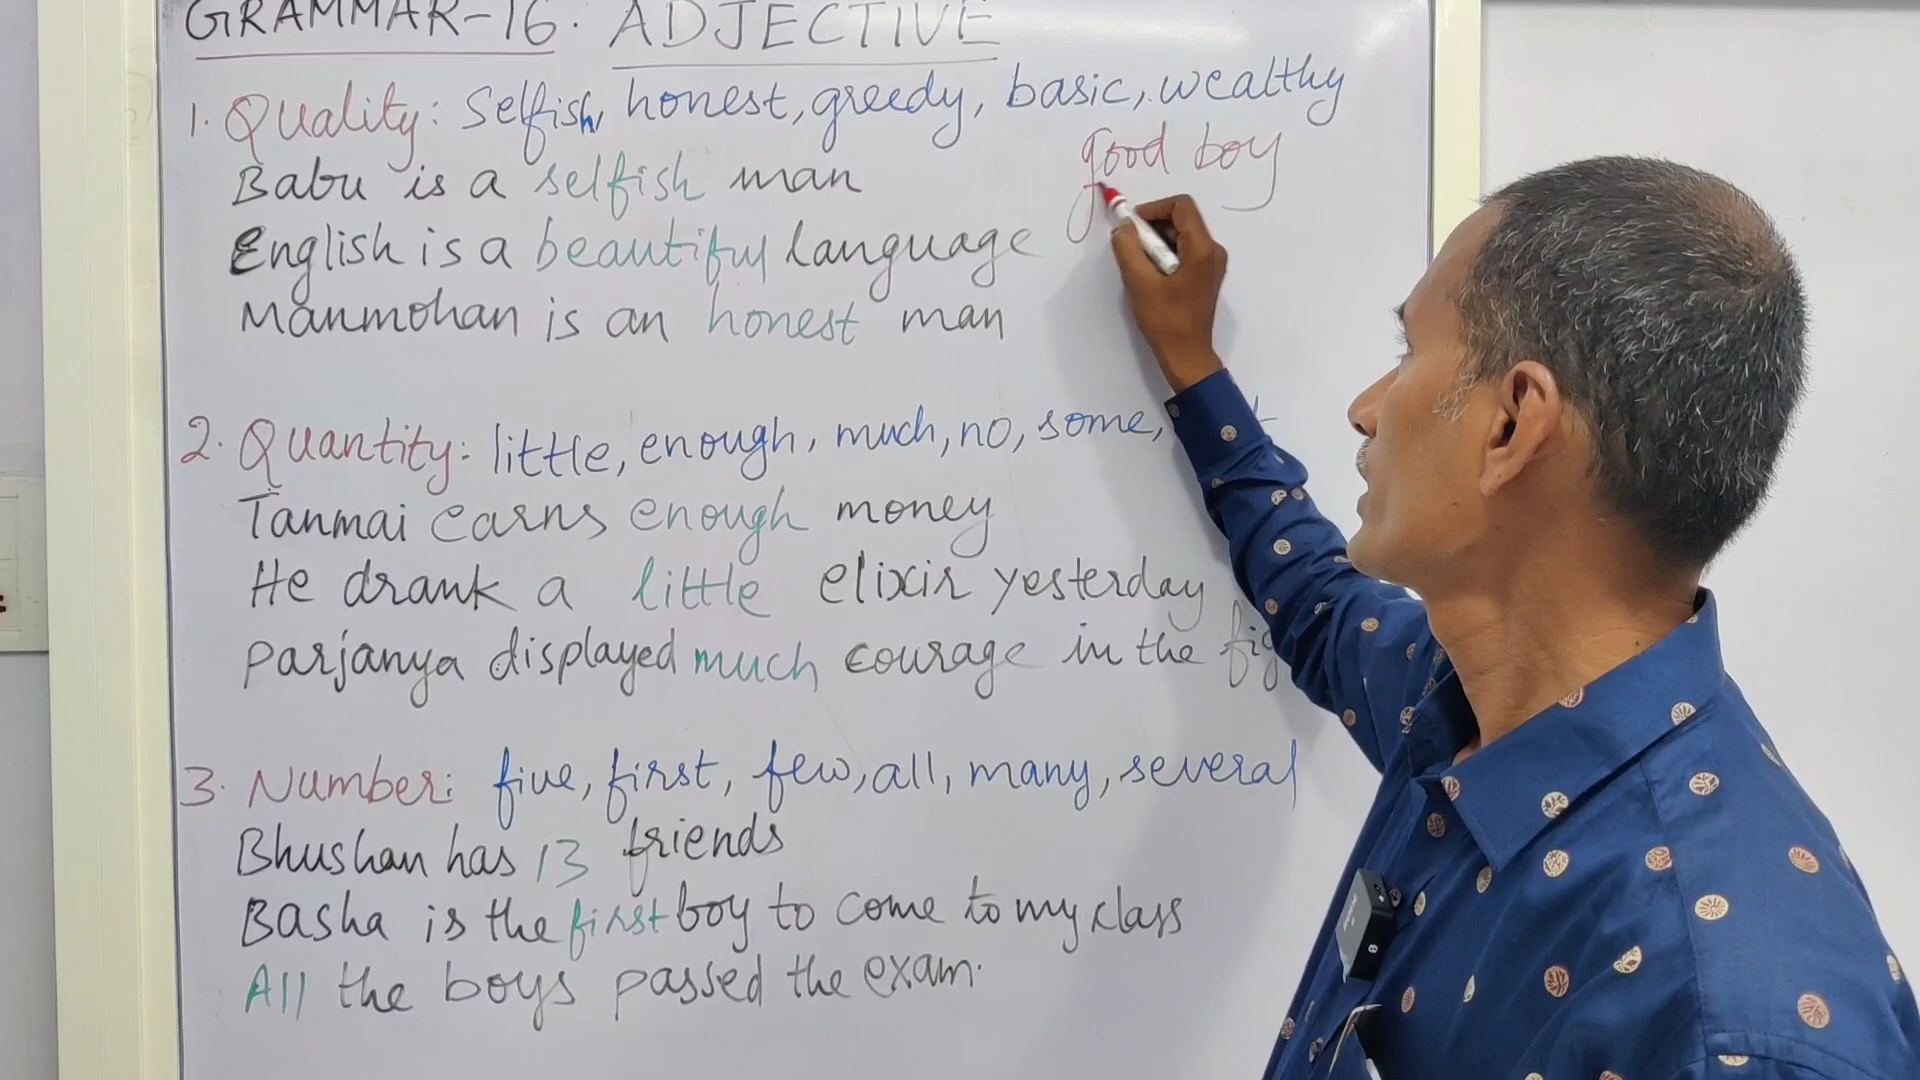 GRAMMAR-16. ADJECTIVE
1. Quality: Selfish, honest, greedy, basic, wealthy
good boy
Babu is a selfish man
English is a beautiful language
Manmohan is an honest man
2. Quantity: little, enough, much, no, some,
Tanmai earns enough money
He drank a little elixir yesterday
Parjanya displayed much courage in the
3. Number: five, first, few, all, many, several
Bhushan has 13 friends
Basha is the first boy to come to my class
All the boys passed the exam.